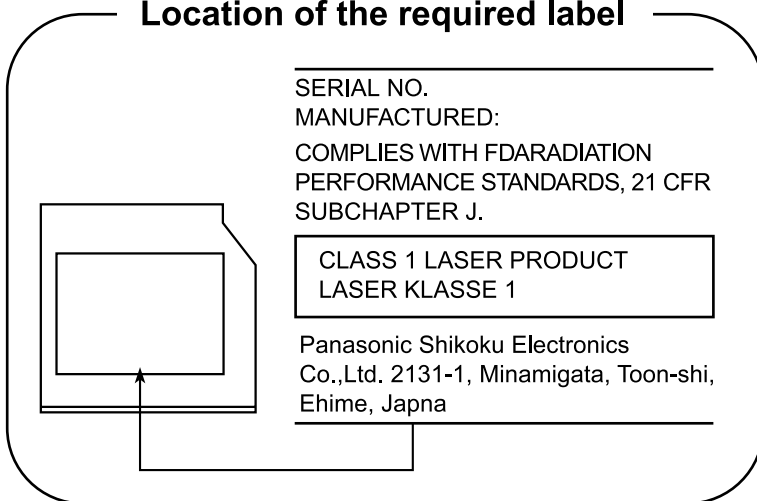 Location of the required label
SERIAL NO.
MANUFACTURED:
COMPLIES WITH FDARADIATION
PERFORMANCE STANDARDS, 21 CFR
SUBCHAPTER J.
CLASS 1 LASER PRODUCT
LASER KLASSE 1
Panasonic Shikoku Electronics
Co.,Ltd. 2131-1, Minamigata, Toon-shi,
Ehime, Japna